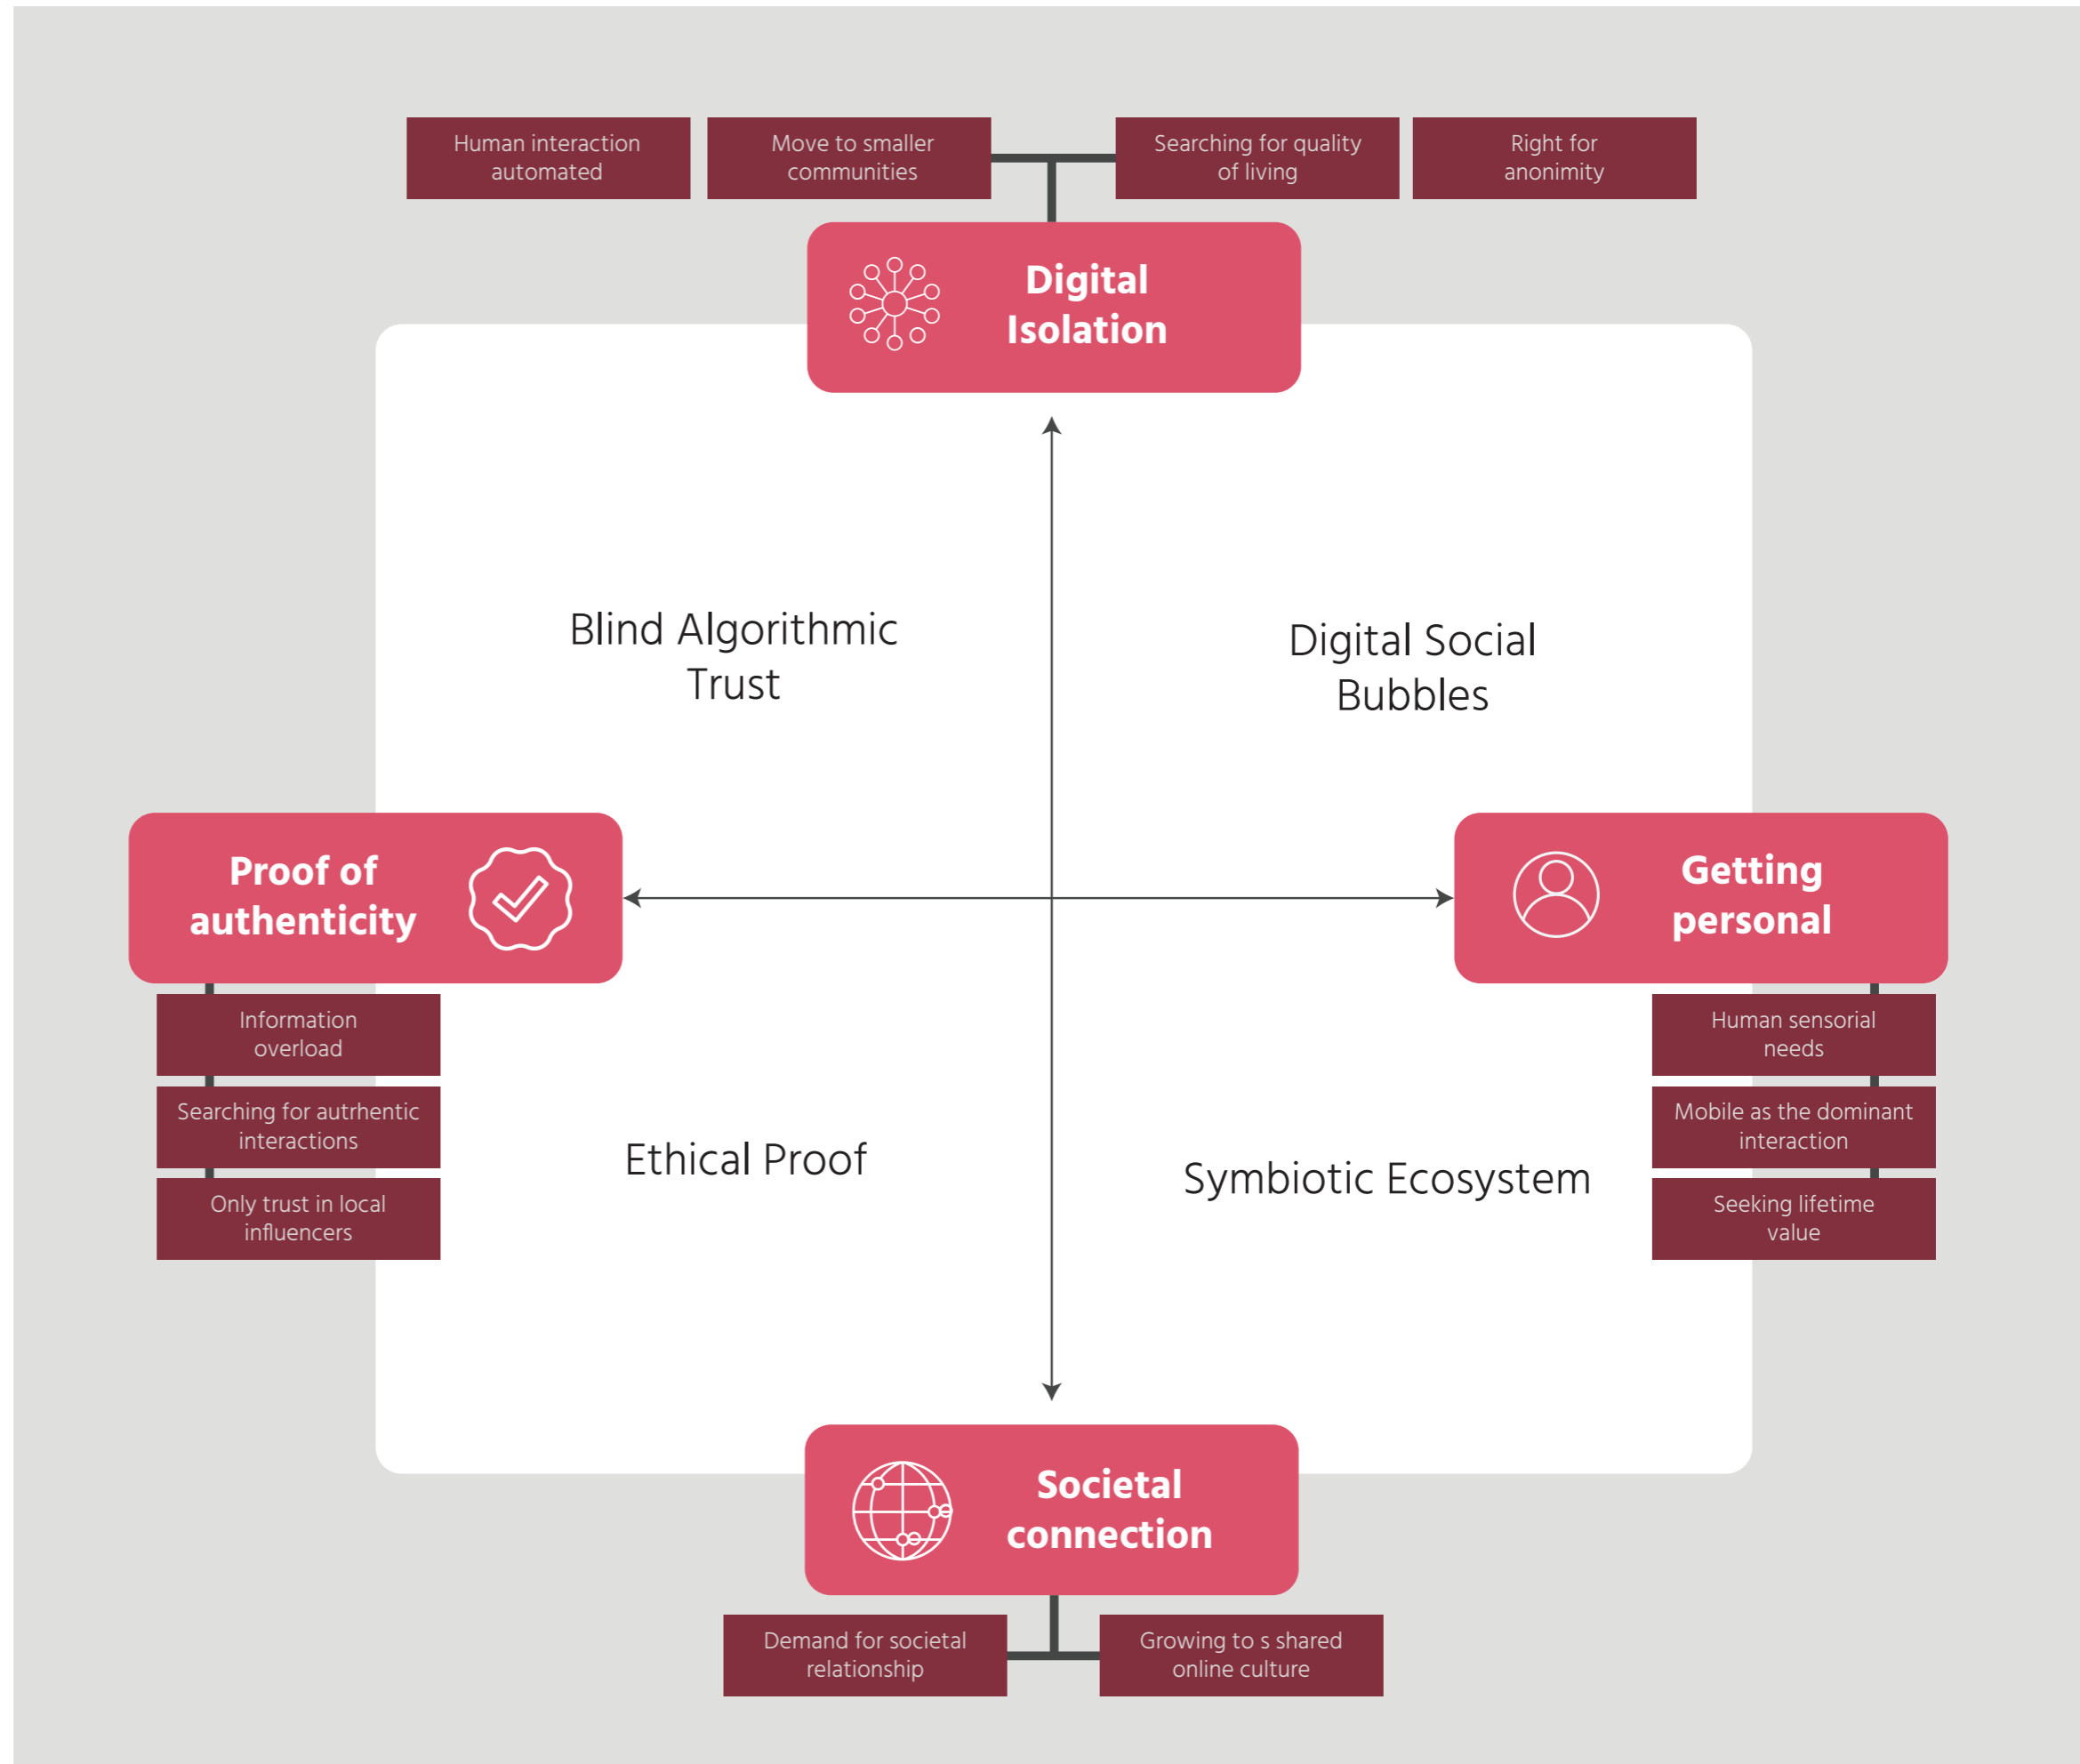 Human interaction
automated
Move to smaller
communities
Searching for quality
of living
Right for
anonimity
Digital
Isolation
Blind Algorithmic
Trust
Digital Social
Bubbles
Proof of
authenticity
Getting
personal
Information
overload
Searching for autrhentic
interactions
Only trust in local
influencers
Human sensorial
needs
Mobile as the dominant
interaction
Seeking lifetime
value
Ethical Proof
Symbiotic Ecosystem
Societal
connection
Demand for societal
relationship
Growing to s shared
online culture